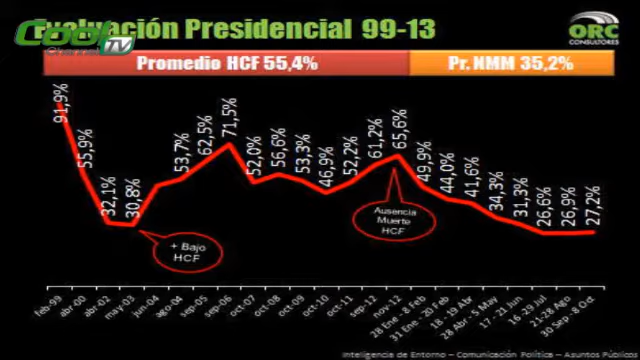 Evaluación Presidencial 99-13
Cool
TV
ORC
CONSULTORES
Promedio HCF 55,4%
Pr. NMM 35,2%
91,9%
55,9%
32,1%
30,8%
53,7%
62,5%
71,5%
52,0%
56,6%
53,3%
46,9%
52,2%
61,2%
65,6%
49,9%
44,0%
41,6%
34,3%
31,3%
26,6%
26,9%
27,2%
+ Bajo
HCF
Ausencia
Muerte
HCF
feb-99
abr-00
abr-02
may-03
jun-04
ago-04
sep-05
sep-06
oct-07
oct-08
oct-09
oct-10
oct-11
sep-12
nov-12
28 Ene - 8 Feb
31 Ene - 20 Feb
18 - 19 Abr
28 Abr - 5 May
17 - 21 Jun
16 -29 Jul
21-28 Ago
10 Sep - 8 Oct
Inteligencia de Entorno – Comunicación Política – Asuntos Públicos